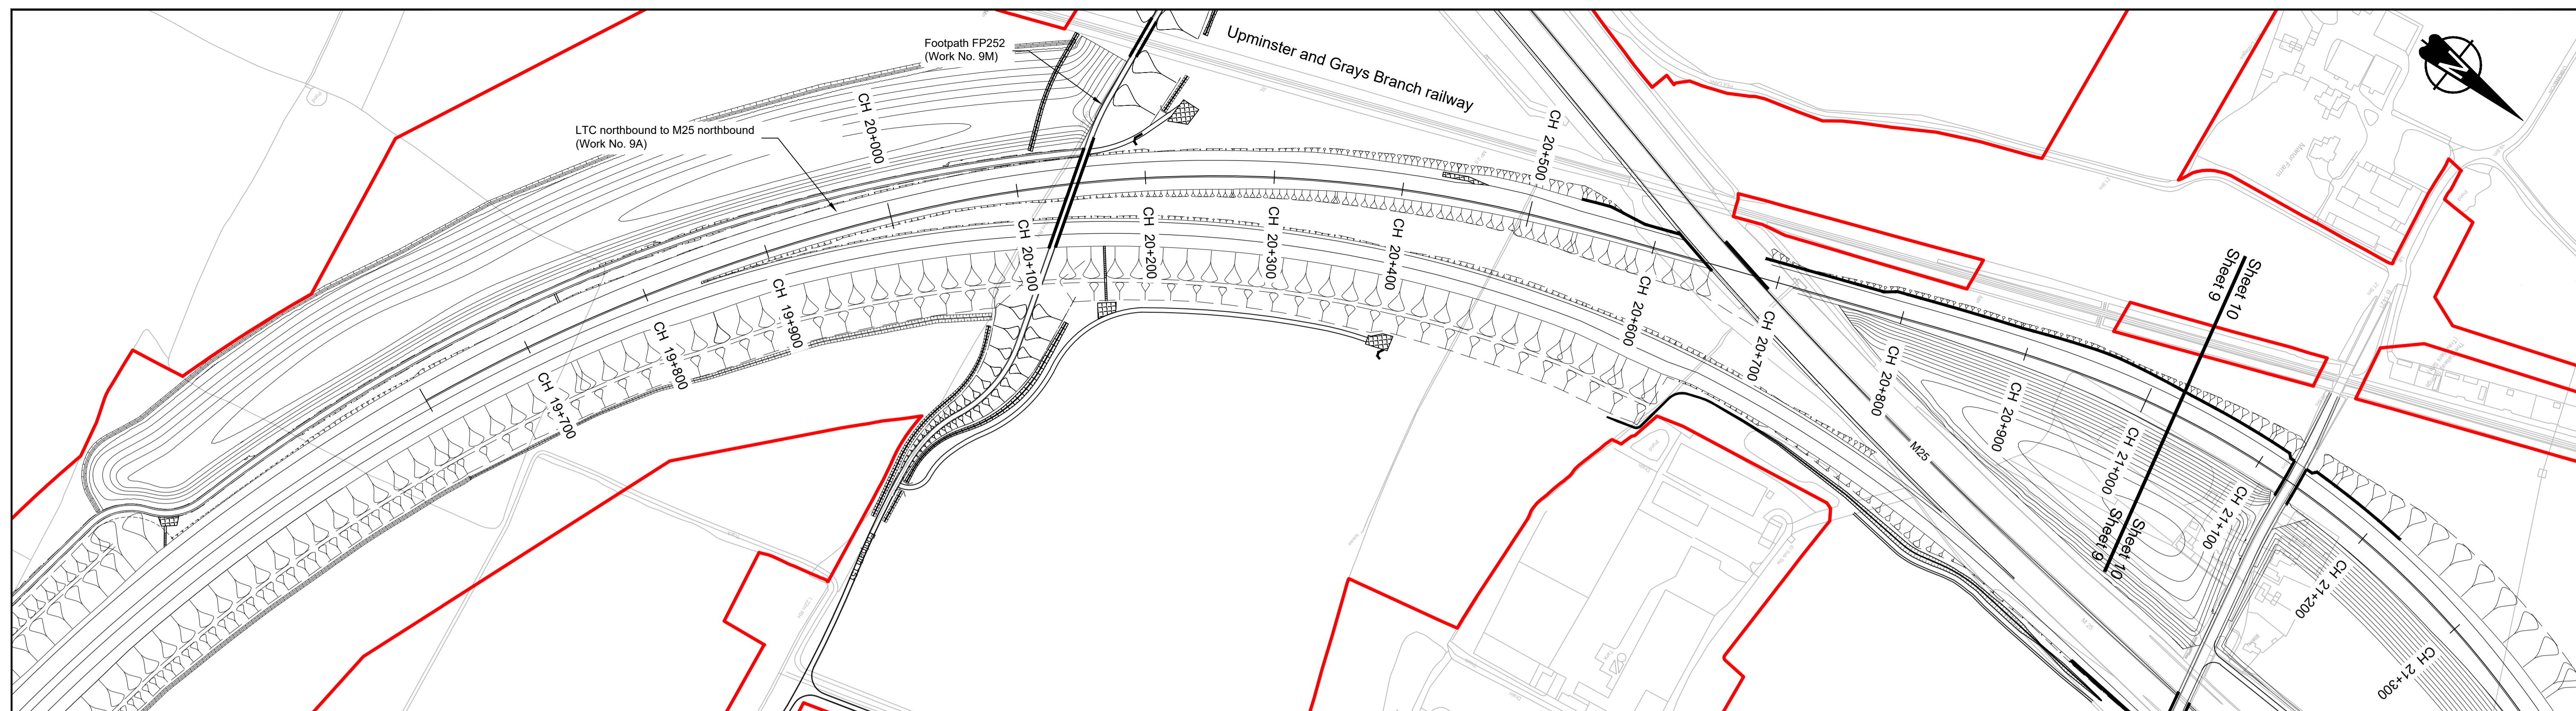 Footpath FP252
(Work No. 9M)
Upminster and Grays Branch railway
N
LTC northbound to M25 northbound
(Work No. 9A)
CH 20+000
CH 20+500
Manor Farm
CH 20+100
CH 20+200
CH 20+300
CH 20+400
CH 19+900
CH 19+800
CH 19+700
CH 20+600
CH 20+700
CH 20+800
CH 20+900
CH 21+000
CH 21+100
CH 21+200
CH 21+300
M25
Sheet 10
Sheet 9
Sheet 10
Sheet 9
M 25